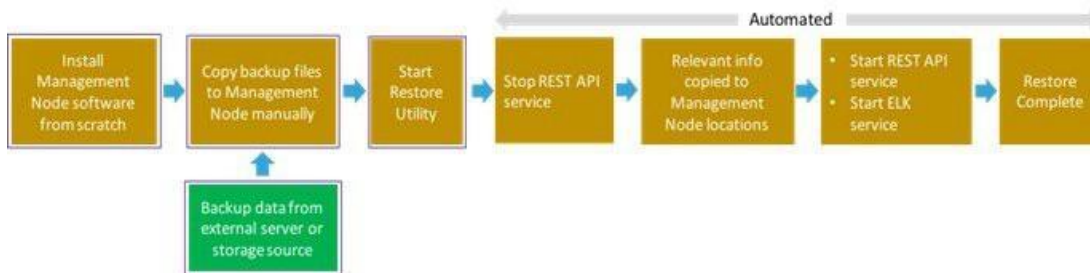 Automated
Install
Management
Node software
from scratch
Copy backup files
to Management
Node manually
Start
Restore
Utility
Stop REST API
service
Relevant info
copied to
Management
Node locations
• Start REST API
service
• Start ELK
service
Restore
Complete
Backup data from
external server or
storage source